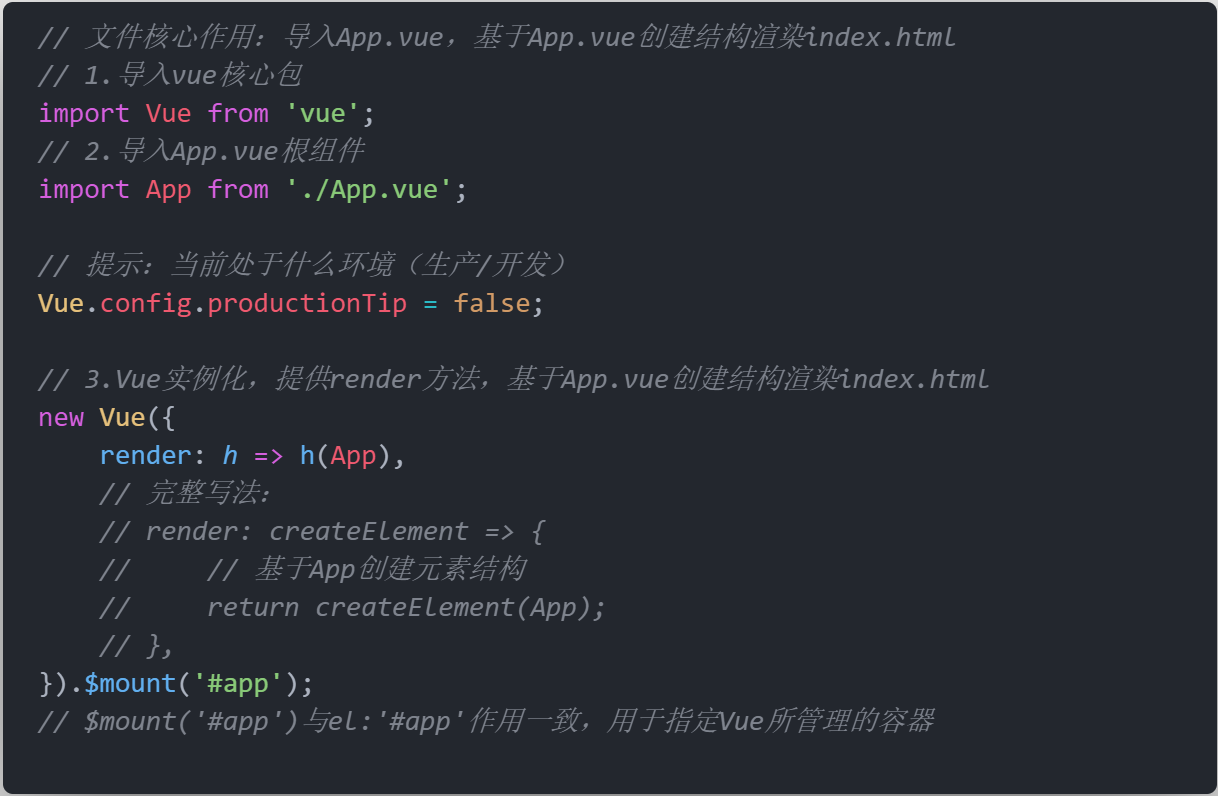 // 文件核心作用：导入App.vue，基于App.vue创建结构渲染index.html
// 1.导入vue核心包
import Vue from 'vue';
// 2.导入App.vue根组件
import App from './App.vue';
// 提示：当前处于什么环境（生产/开发）
Vue.config.productionTip = false;
// 3.Vue实例化，提供render方法，基于App.vue创建结构渲染index.html
new Vue({
    render: h => h(App),
    // 完整写法：
    // render: createElement => {
    //     // 基于App创建元素结构
    //     return createElement(App);
    // },
}).$mount('#app');
// $mount('#app')与el:'#app'作用一致，用于指定Vue所管理的容器